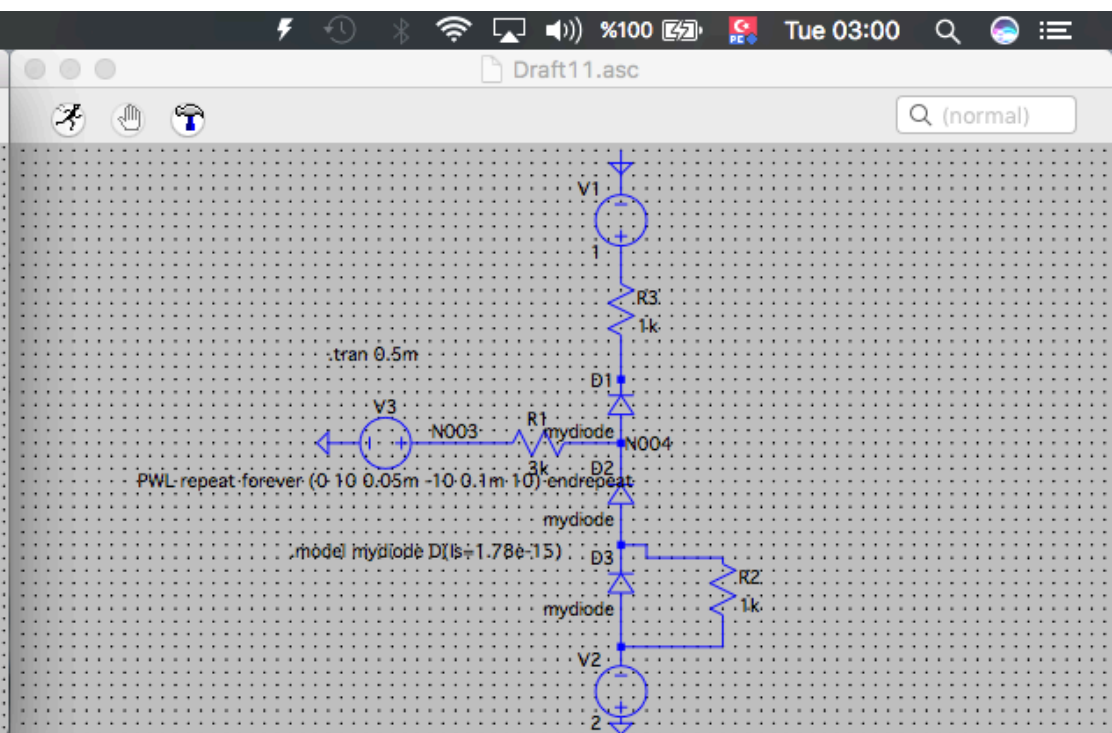 %100 Tue 03:00
Draft11.asc
(normal)
V1
1
R3
1k
.tran 0.5m
D1
V3
N003
R1
mydiode
N004
3k
D2
PWL repeat forever (0 10 0.05m -10 0.1m 10) endrepeat
mydiode
.model mydiode D(Is=1.78e-15)
D3
R2
1k
mydiode
V2
2